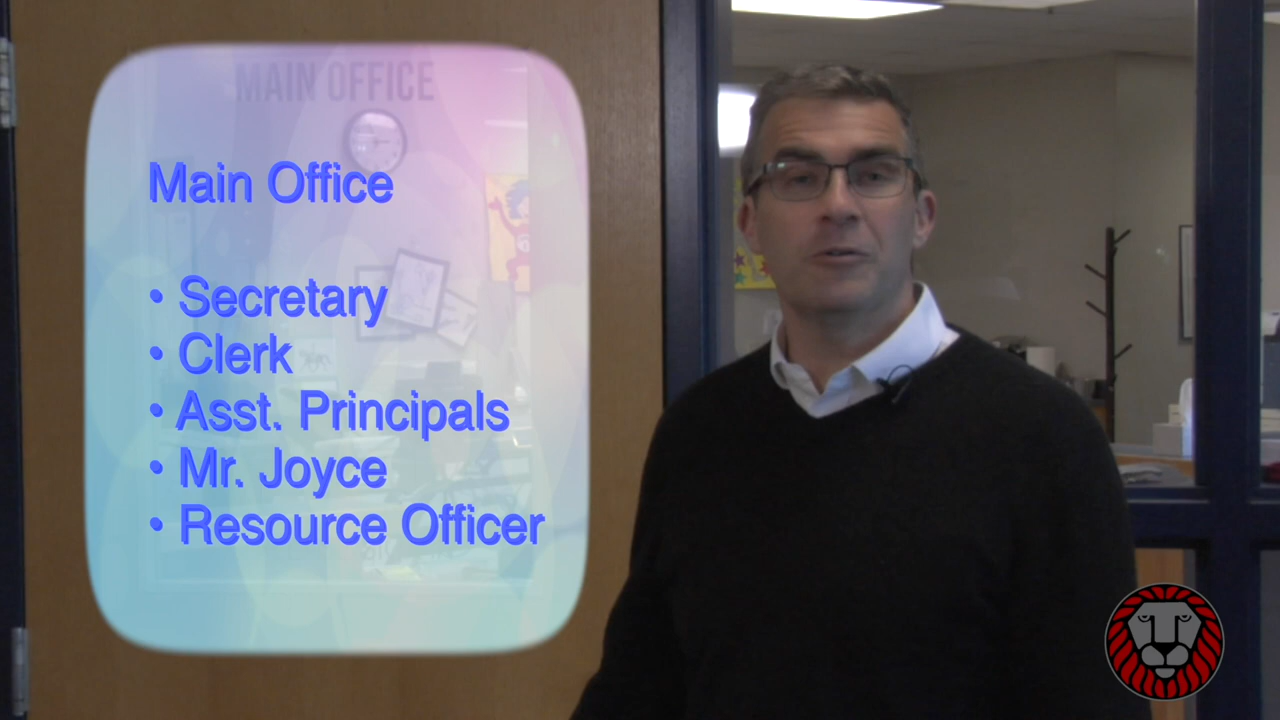 MAIN OFFICE
Main Office
• Secretary
• Clerk
• Asst. Principals
• Mr. Joyce
• Resource Officer